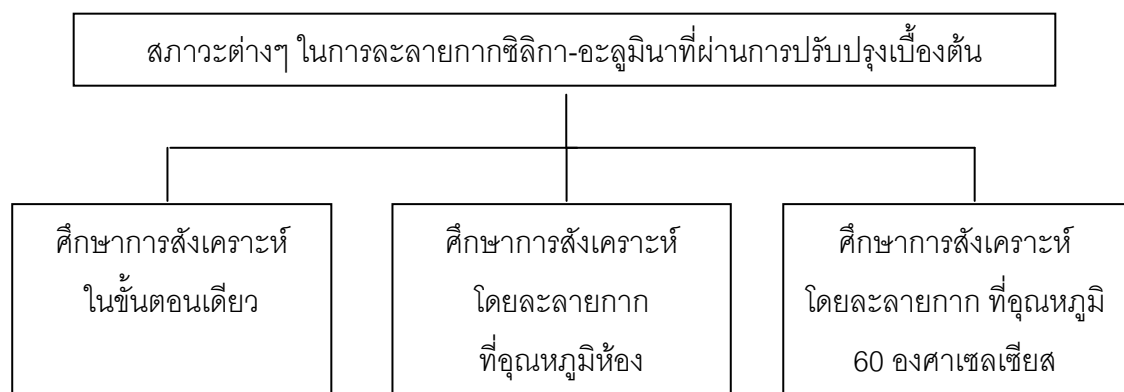 สภาวะต่างๆ ในการละลายกากซิลิกา-อะลูมินาที่ผ่านการปรับปรุงเบื้องต้น
ศึกษาการสังเคราะห์
ในขั้นตอนเดียว
ศึกษาการสังเคราะห์
โดยละลายกาก
ที่อุณหภูมิห้อง
ศึกษาการสังเคราะห์
โดยละลายกาก ที่อุณหภูมิ
60 องศาเซลเซียส